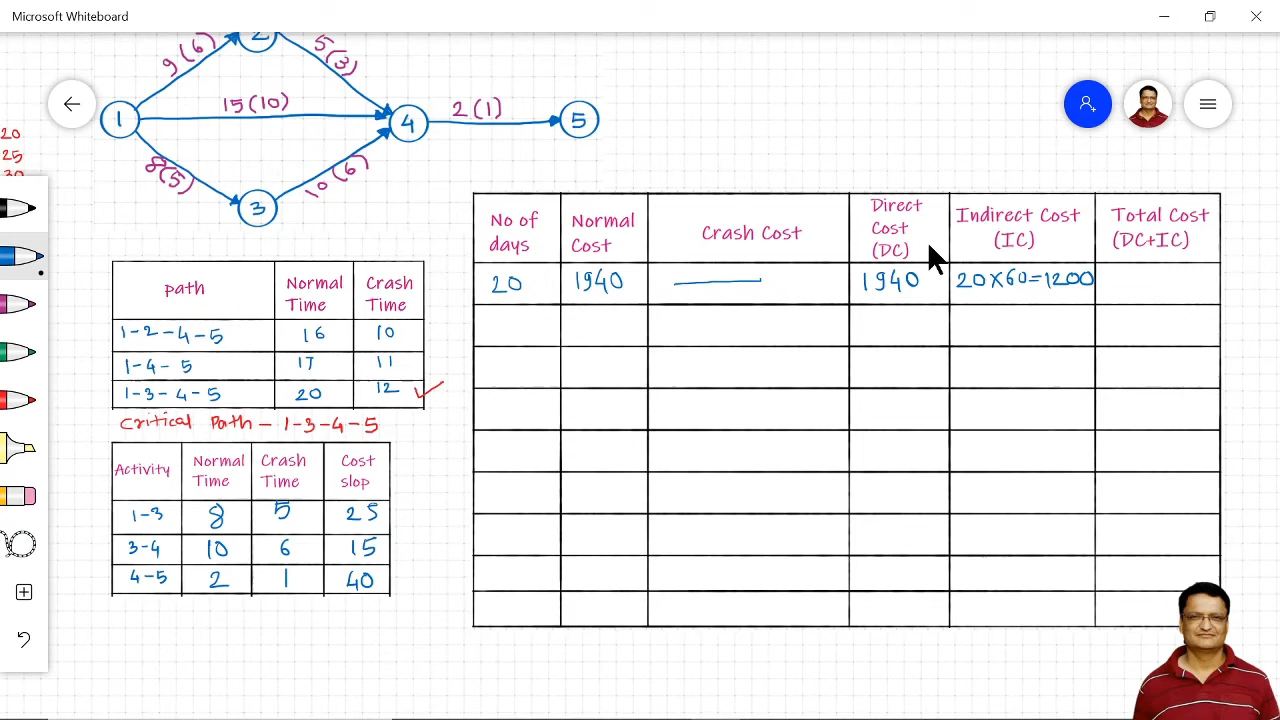 Microsoft Whiteboard
2
9(6)
5(3)
15(10)
2(1)
1
4
5
8(5)
10(6)
3
20
25
30
path
Normal Time
Crash Time
1-2-4-5
16
10
1-4-5
17
11
1-3-4-5
20
12
Critical Path - 1-3-4-5
Activity
Normal Time
Crash Time
Cost slop
1-3
8
5
25
3-4
10
6
15
4-5
2
1
40
No of days
Normal Cost
Crash Cost
Direct Cost (DC)
Indirect Cost (IC)
Total Cost (DC+IC)
20
1940
1940
20×60=1200